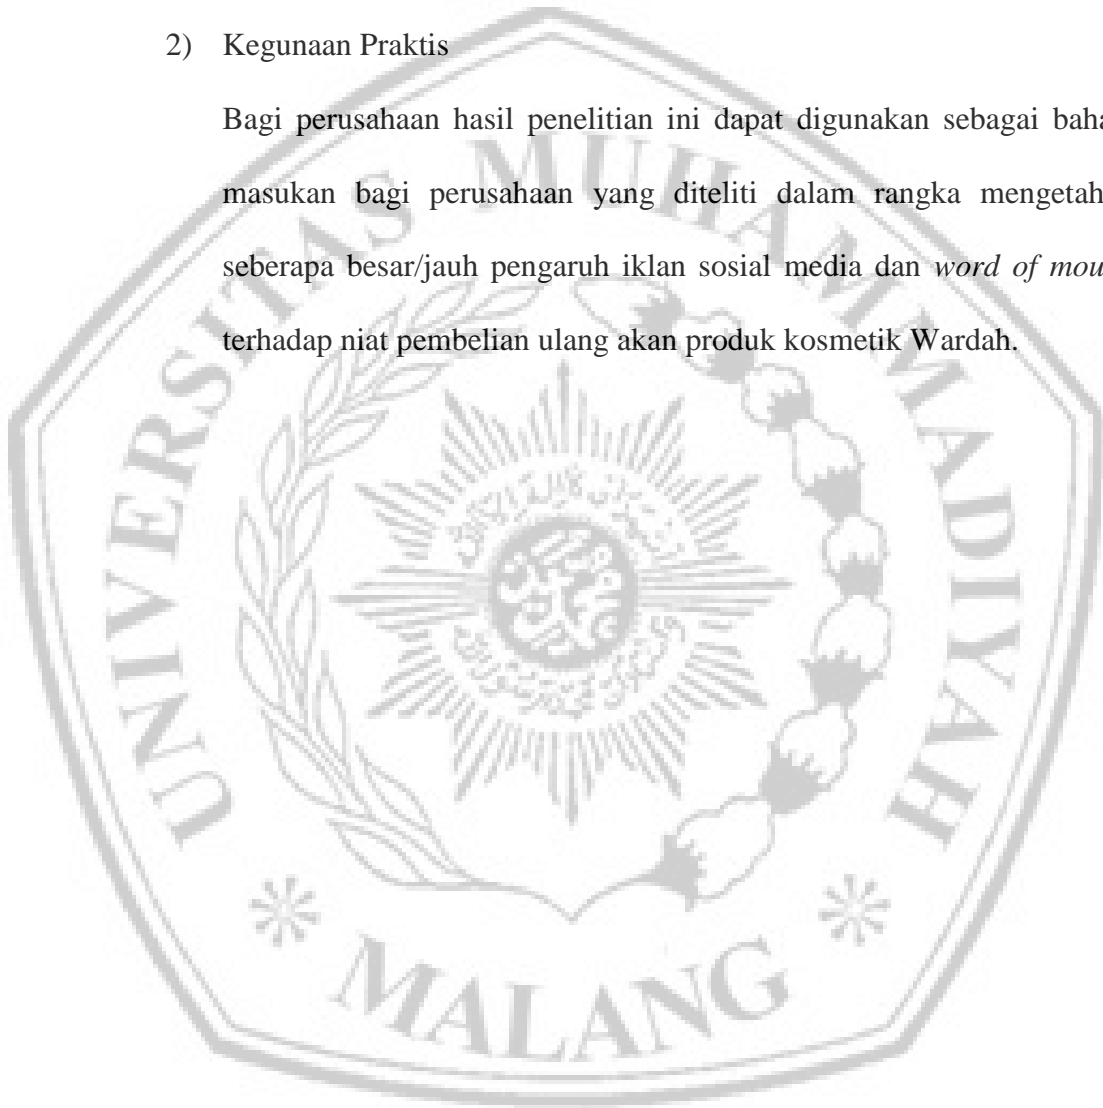 2) Kegunaan Praktis
Bagi perusahaan hasil penelitian ini dapat digunakan sebagai baha
masukan bagi perusahaan yang diteliti dalam rangka mengetah
seberapa besar/jauh pengaruh iklan sosial media dan word of mou
terhadap niat pembelian ulang akan produk kosmetik Wardah.
UNIVERSITAS MUHAMMADIYAH
MALANG